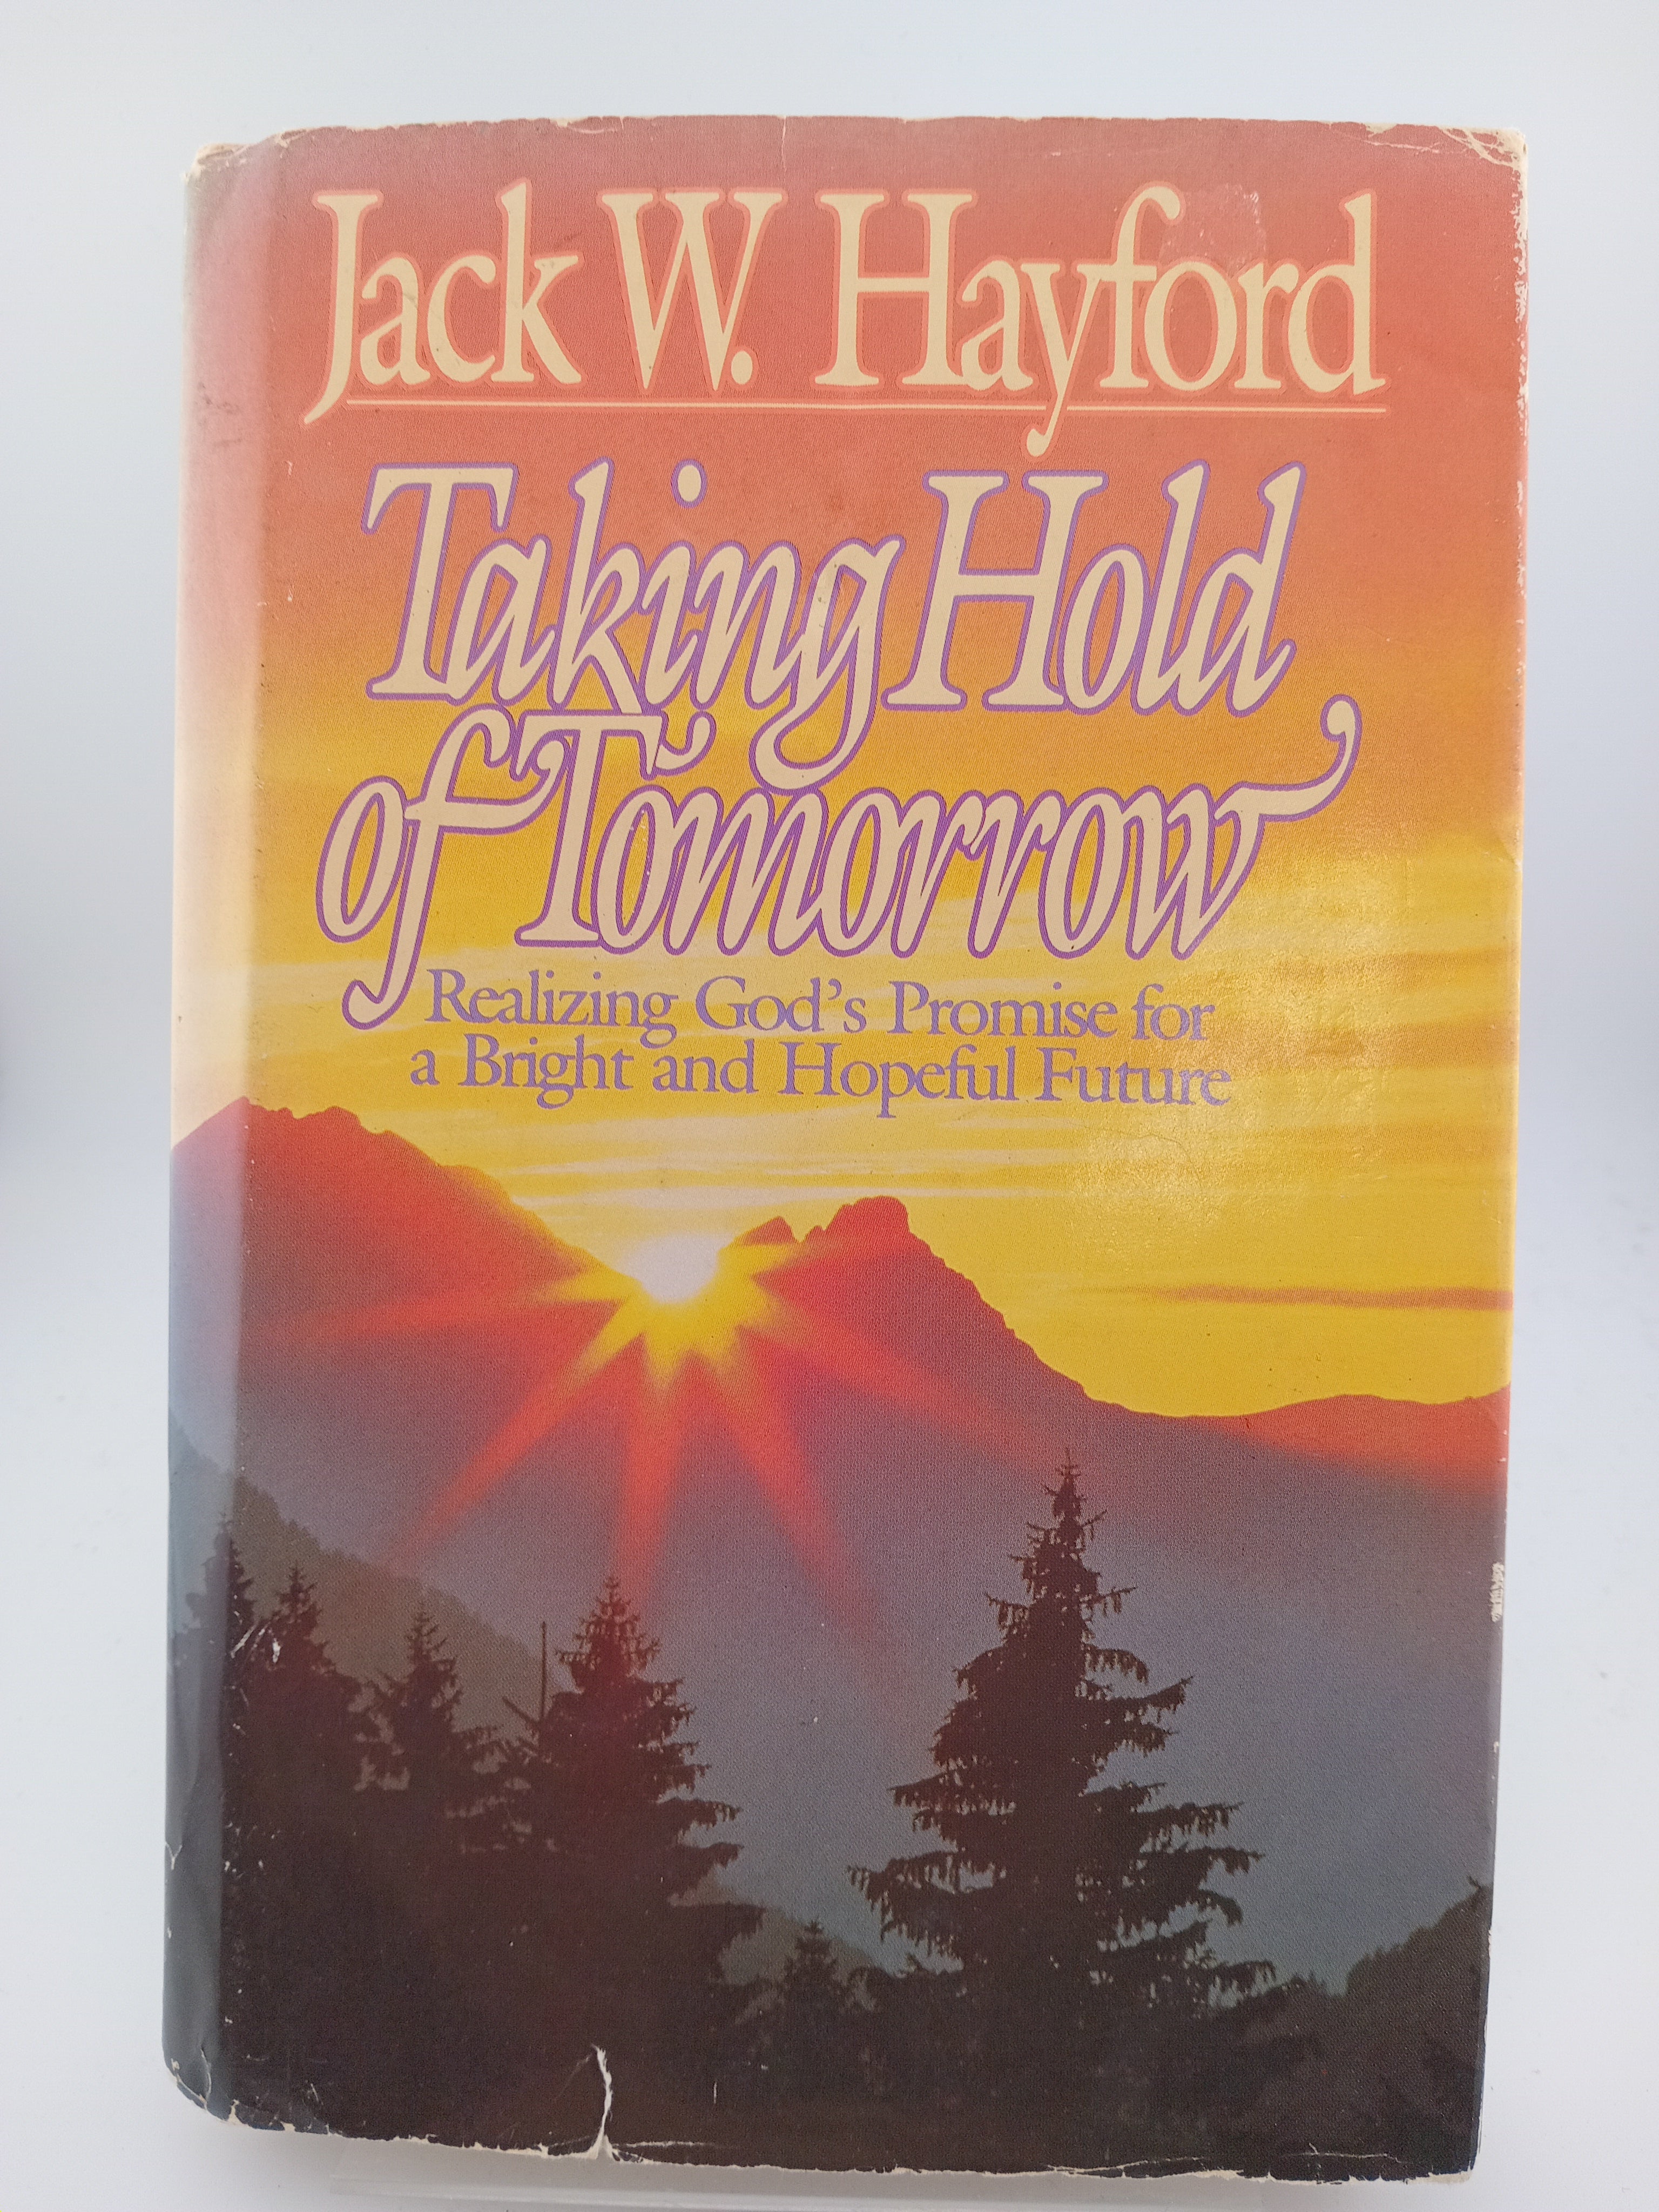 Jack W. Hayford
Taking Hold
of Tomorrow
Realizing God's Promise for
a Bright and Hopeful Future